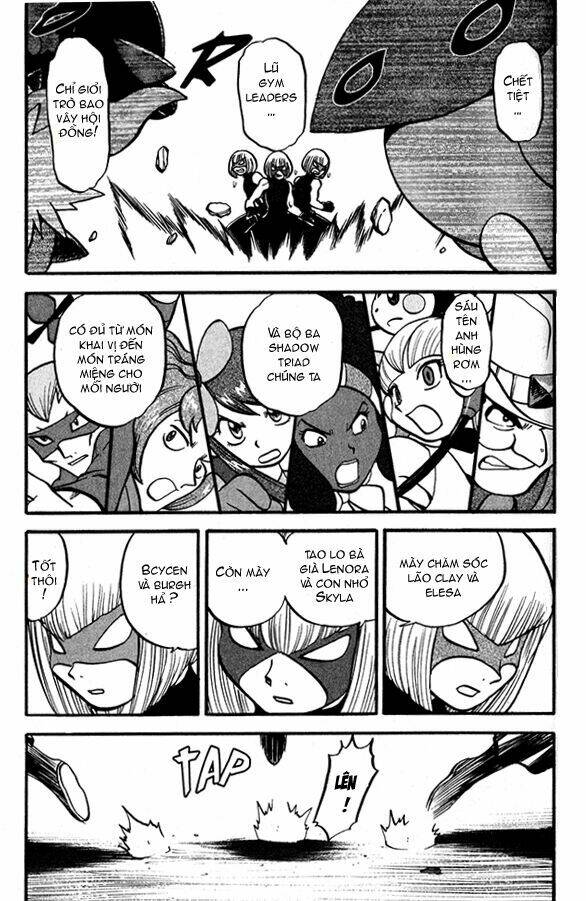 CHẾT
TIỆT
...
LŨ
GYM
LEADERS
...
CHỈ GIỎI
TRÒ BAO
VÂY HỘI
ĐỒNG!
SÁU
TÊN
ANH
HÙNG
RƠM
...
VÀ BỘ BA
SHADOW
TRIAD
CHÚNG TA
CÓ ĐỦ TỪ MÓN
KHAI VỊ ĐẾN
MÓN TRÁNG
MIỆNG CHO
MỖI NGƯỜI
MÀY CHĂM SÓC
LÃO CLAY VÀ
ELESA
TAO LO BÀ
GIÀ LENORA
VÀ CON NHỎ
SKYLA
CÒN MÀY
...
BCYCEN
VÀ BURGH
HẢ ?
TỐT
THÔI
!
TAP
LÊN
!